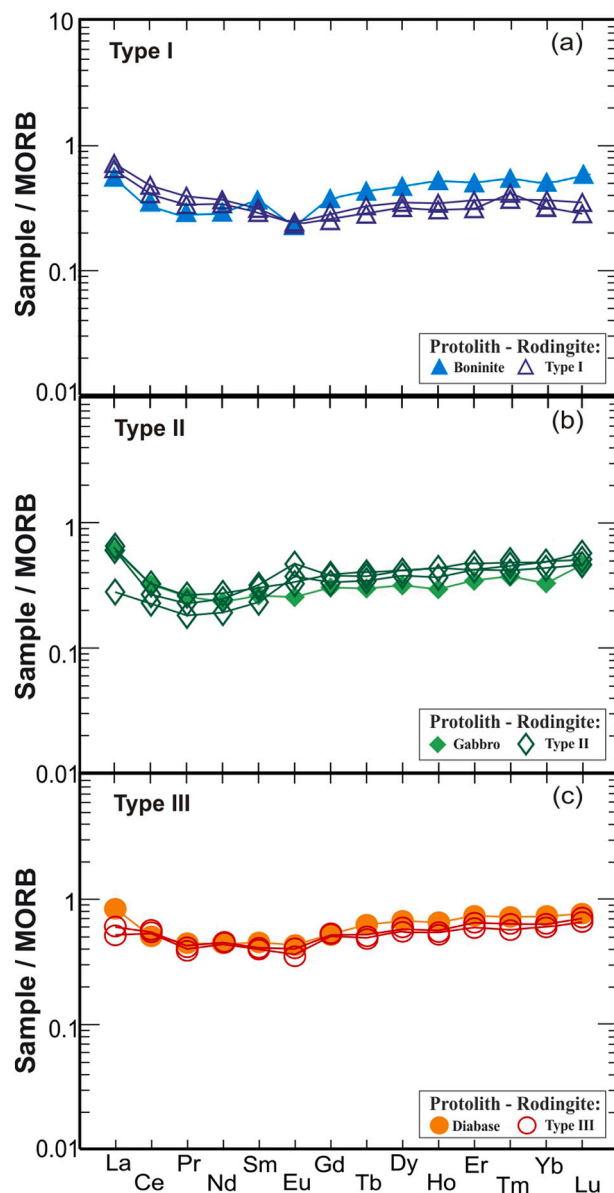 10
Type I
(a)
1
Sample / MORB
0.1
Protolith - Rodingite:
Boninite Type I
0.01
Type II
(b)
1
Sample / MORB
0.1
Protolith - Rodingite:
Gabbro Type II
0.01
Type III
(c)
1
Sample / MORB
0.1
Protolith - Rodingite:
Diabase Type III
0.01
La Pr Sm Gd Dy Er Yb
Ce Nd Eu Tb Ho Tm Lu